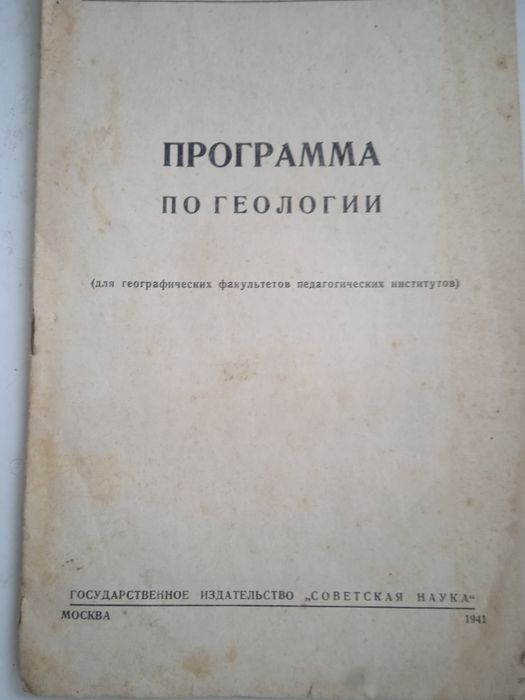 ПРОГРАММА
ПО ГЕОЛОГИИ
(для географических факультетов педагогических институтов)
ГОСУДАРСТВЕННОЕ ИЗДАТЕЛЬСТВО „СОВЕТСКАЯ НАУКА“
МОСКВА 1941